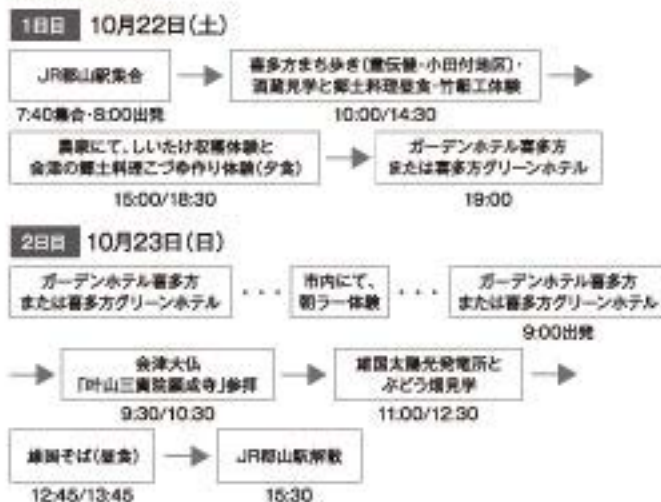 1日目 10月22日(土)
JR郡山駅集合
7:40集合・8:00出発
喜多方まち歩き(重伝建・小田付地区)・
酒蔵見学と郷土料理昼食・竹細工体験
10:00/14:30
農家にて、しいたけ収穫体験と
会津の郷土料理こづゆ作り体験(夕食)
15:00/18:30
ガーデンホテル喜多方
または喜多方グリーンホテル
19:00
2日目 10月23日(日)
ガーデンホテル喜多方
または喜多方グリーンホテル
・・・
市内にて、
朝ラー体験
・・・
ガーデンホテル喜多方
または喜多方グリーンホテル
9:00出発
会津大仏
「叶山三寶院願成寺」参拝
9:30/10:30
雄国太陽光発電所と
ぶどう畑見学
11:00/12:30
雄国そば(昼食)
12:45/13:45
JR郡山駅解散
15:30